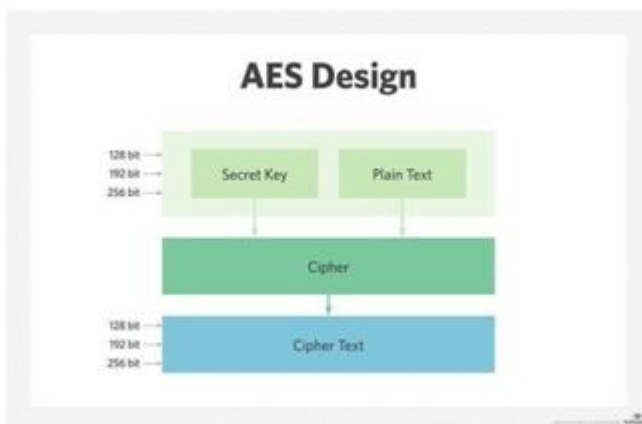 AES Design
128 bit
192 bit
256 bit
Secret Key
Plain Text
Cipher
128 bit
192 bit
256 bit
Cipher Text